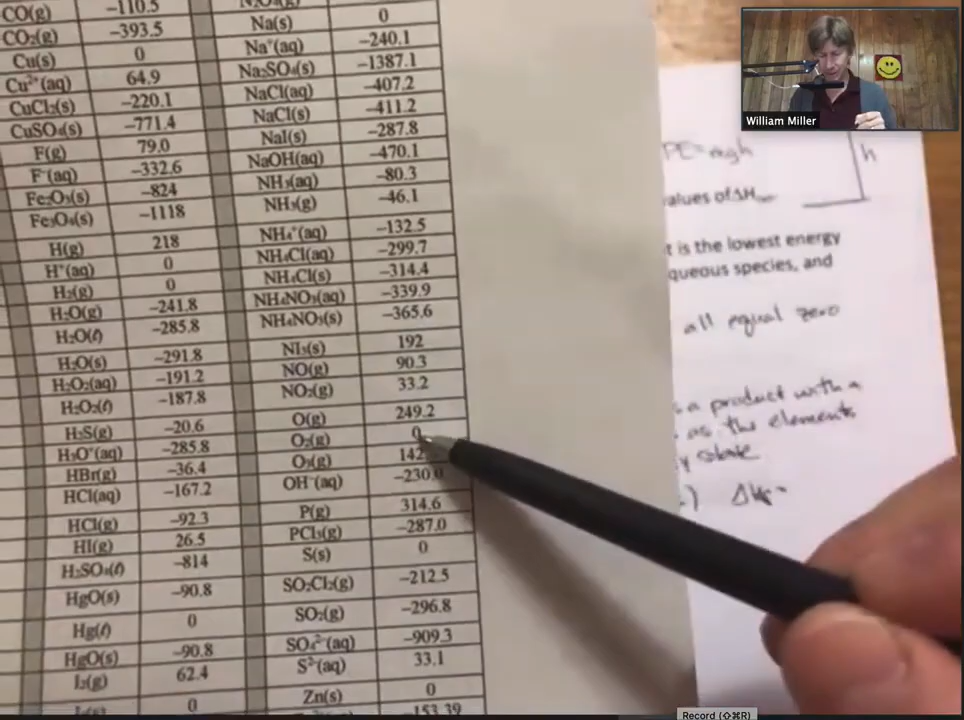 CO(g) -110.5
CO₂(g) -393.5
Cu(s) 0
Cu²⁺(aq) 64.9
CuCl₂(s) -220.1
CuSO₄(s) -771.4
F(g) 79.0
F⁻(aq) -332.6
Fe₂O₃(s) -824
Fe₃O₄(s) -1118
H(g) 218
H⁺(aq) 0
H₂(g) 0
H₂O(g) -241.8
H₂O(ℓ) -285.8
H₂O(s) -291.8
H₂O₂(aq) -191.2
H₂O₂(ℓ) -187.8
H₂S(g) -20.6
H₃O⁺(aq) -285.8
HBr(g) -36.4
HCl(aq) -167.2
HCl(g) -92.3
HI(g) 26.5
H₂SO₄(ℓ) -814
HgO(s) -90.8
Hg(ℓ) 0
HgO(s) -90.8
I₂(g) 62.4
0
Na(s) 0
Na⁺(aq) -240.1
Na₂SO₄(s) -1387.1
NaCl(aq) -407.2
NaCl(s) -411.2
NaI(s) -287.8
NaOH(aq) -470.1
NH₃(aq) -80.3
NH₃(g) -46.1
NH₄⁺(aq) -132.5
NH₄Cl(aq) -299.7
NH₄Cl(s) -314.4
NH₄NO₃(aq) -339.9
NH₄NO₃(s) -365.6
NI₃(s) 192
NO(g) 90.3
NO₂(g) 33.2
O(g) 249.2
O₂(g) 0
O₃(g) 142
OH⁻(aq) -230.0
P(g) 314.6
PCl₃(g) -287.0
S(s) 0
SO₂Cl₂(g) -212.5
SO₂(g) -296.8
SO₄²⁻(aq) -909.3
S²⁻(aq) 33.1
Zn(s) 0
-153.39
William Miller
PE=mgh
h
alues of ΔH
t is the lowest energy
queous species, and
all equal zero
a product with a
as the elements
y state
ΔH
Record (⇧⌘R)